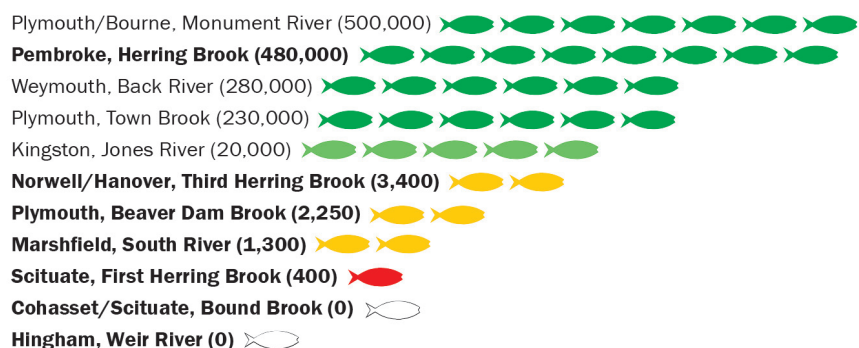 Plymouth/Bourne, Monument River (500,000)
Pembroke, Herring Brook (480,000)
Weymouth, Back River (280,000)
Plymouth, Town Brook (230,000)
Kingston, Jones River (20,000)
Norwell/Hanover, Third Herring Brook (3,400)
Plymouth, Beaver Dam Brook (2,250)
Marshfield, South River (1,300)
Scituate, First Herring Brook (400)
Cohasset/Scituate, Bound Brook (0)
Hingham, Weir River (0)